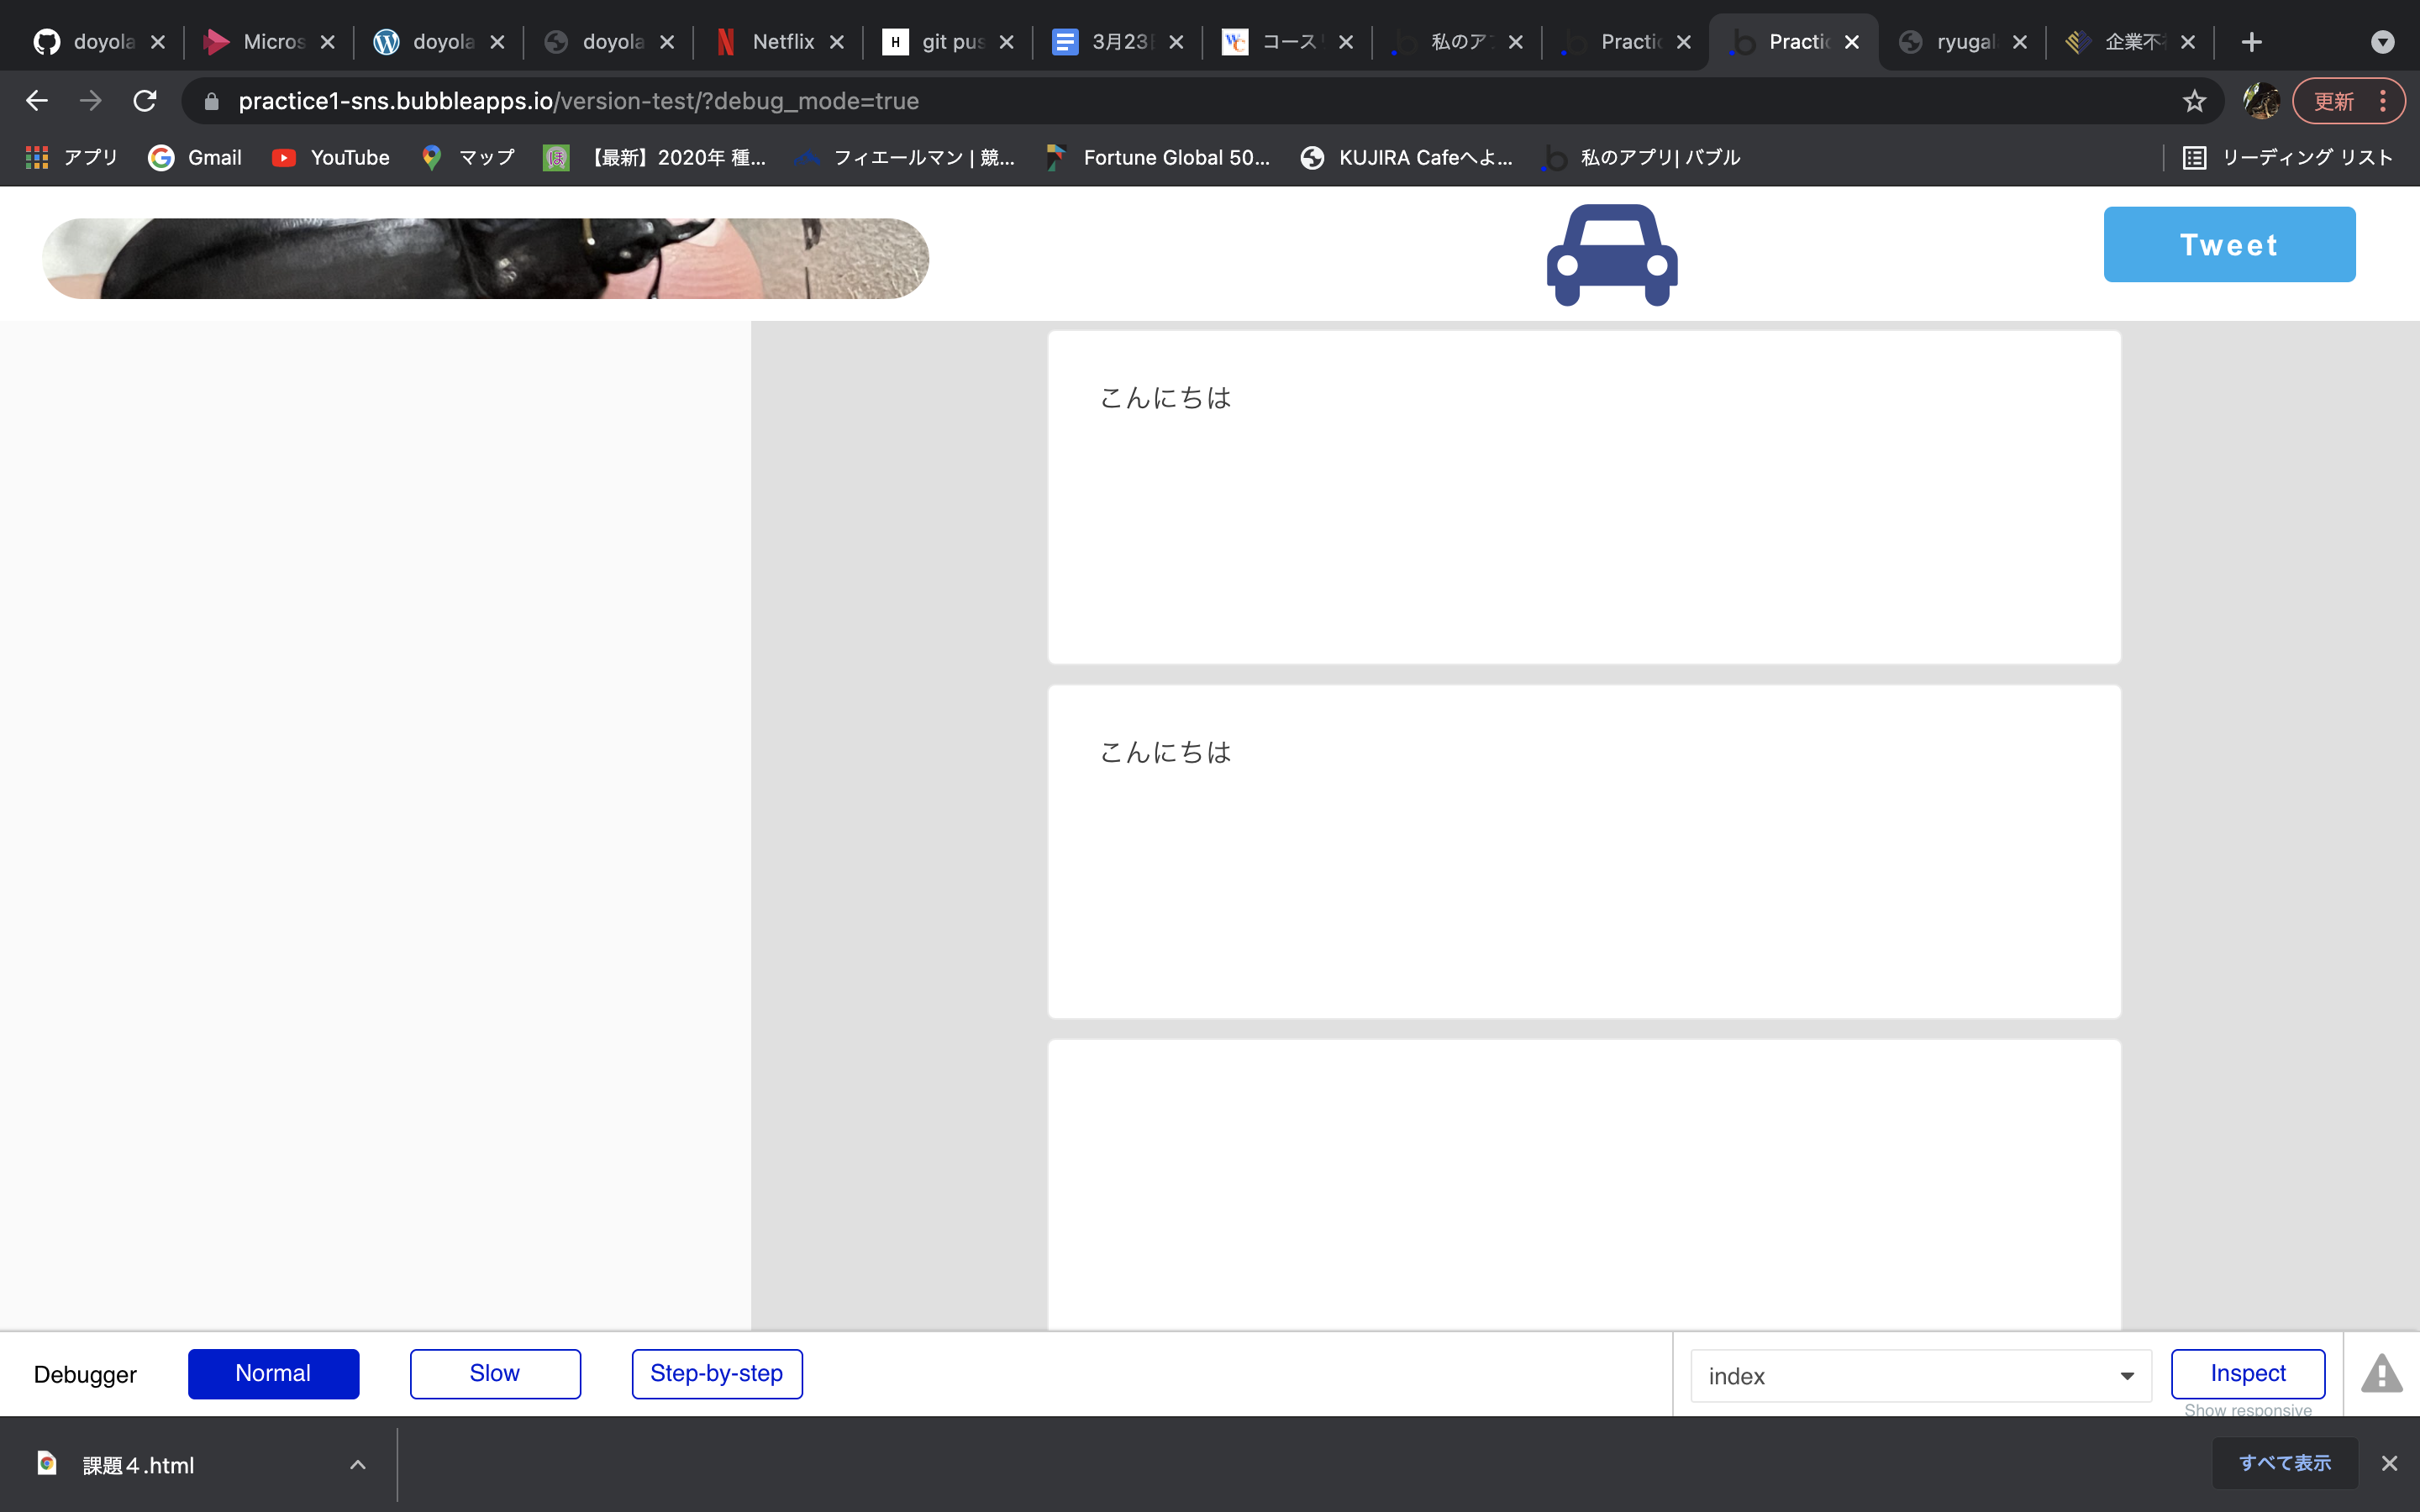 doyola
Micros
doyola
doyola
Netflix
H
git pus
3月23日
コース
私のア
Practic
Practic
ryugal
企業不
practice1-sns.bubbleapps.io/version-test/?debug_mode=true
更新
アプリ
Gmail
YouTube
マップ
ほ
【最新】2020年 種...
フィエールマン | 競...
Fortune Global 50...
KUJIRA Cafeへよ...
私のアプリ| バブル
リーディング リスト
Tweet
こんにちは
こんにちは
Debugger
Normal
Slow
Step-by-step
index
Inspect
Show responsive
課題４.html
すべて表示